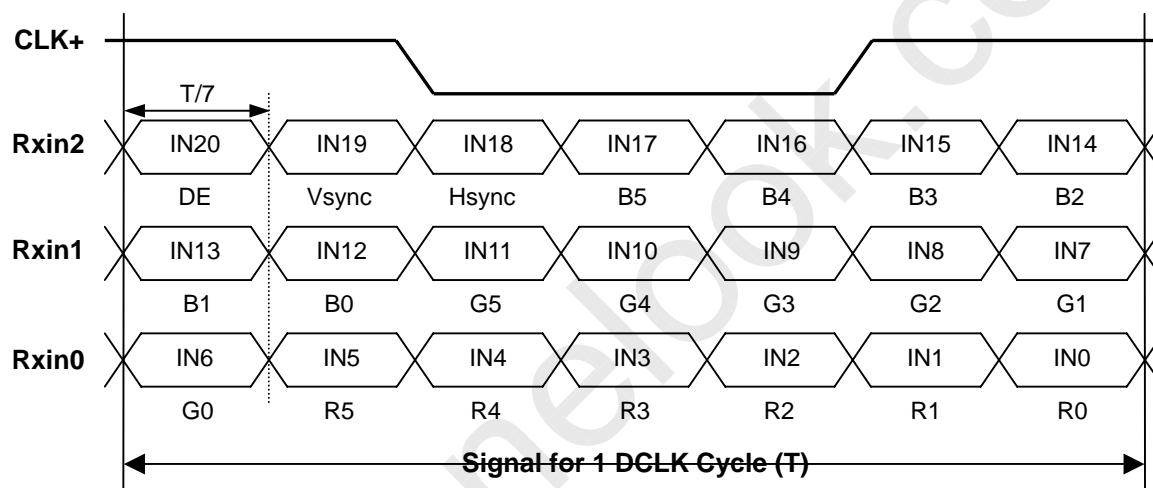 CLK+
T/7
Rxin2 IN20 IN19 IN18 IN17 IN16 IN15 IN14
DE Vsync Hsync B5 B4 B3 B2
Rxin1 IN13 IN12 IN11 IN10 IN9 IN8 IN7
B1 B0 G5 G4 G3 G2 G1
Rxin0 IN6 IN5 IN4 IN3 IN2 IN1 IN0
G0 R5 R4 R3 R2 R1 R0
Signal for 1 DCLK Cycle (T)